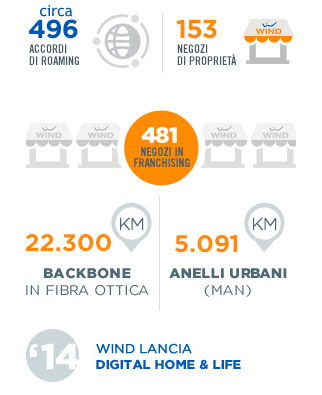 circa
496
ACCORDI
DI ROAMING
153
NEGOZI
DI PROPRIETÀ
WIND
WIND
WIND
481
NEGOZI IN
FRANCHISING
WIND
WIND
KM
22.300
BACKBONE
IN FIBRA OTTICA
KM
5.091
ANELLI URBANI
(MAN)
‘14
WIND LANCIA
DIGITAL HOME & LIFE